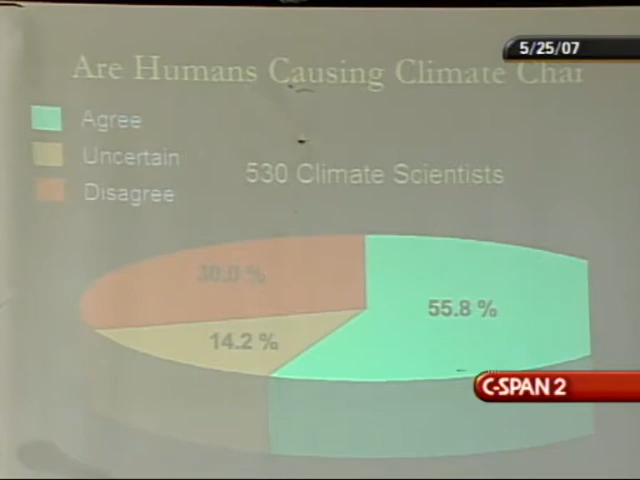 5/25/07
Are Humans Causing Climate Chan
Agree
Uncertain
530 Climate Scientists
Disagree
30.0 %
55.8 %
14.2 %
C-SPAN 2